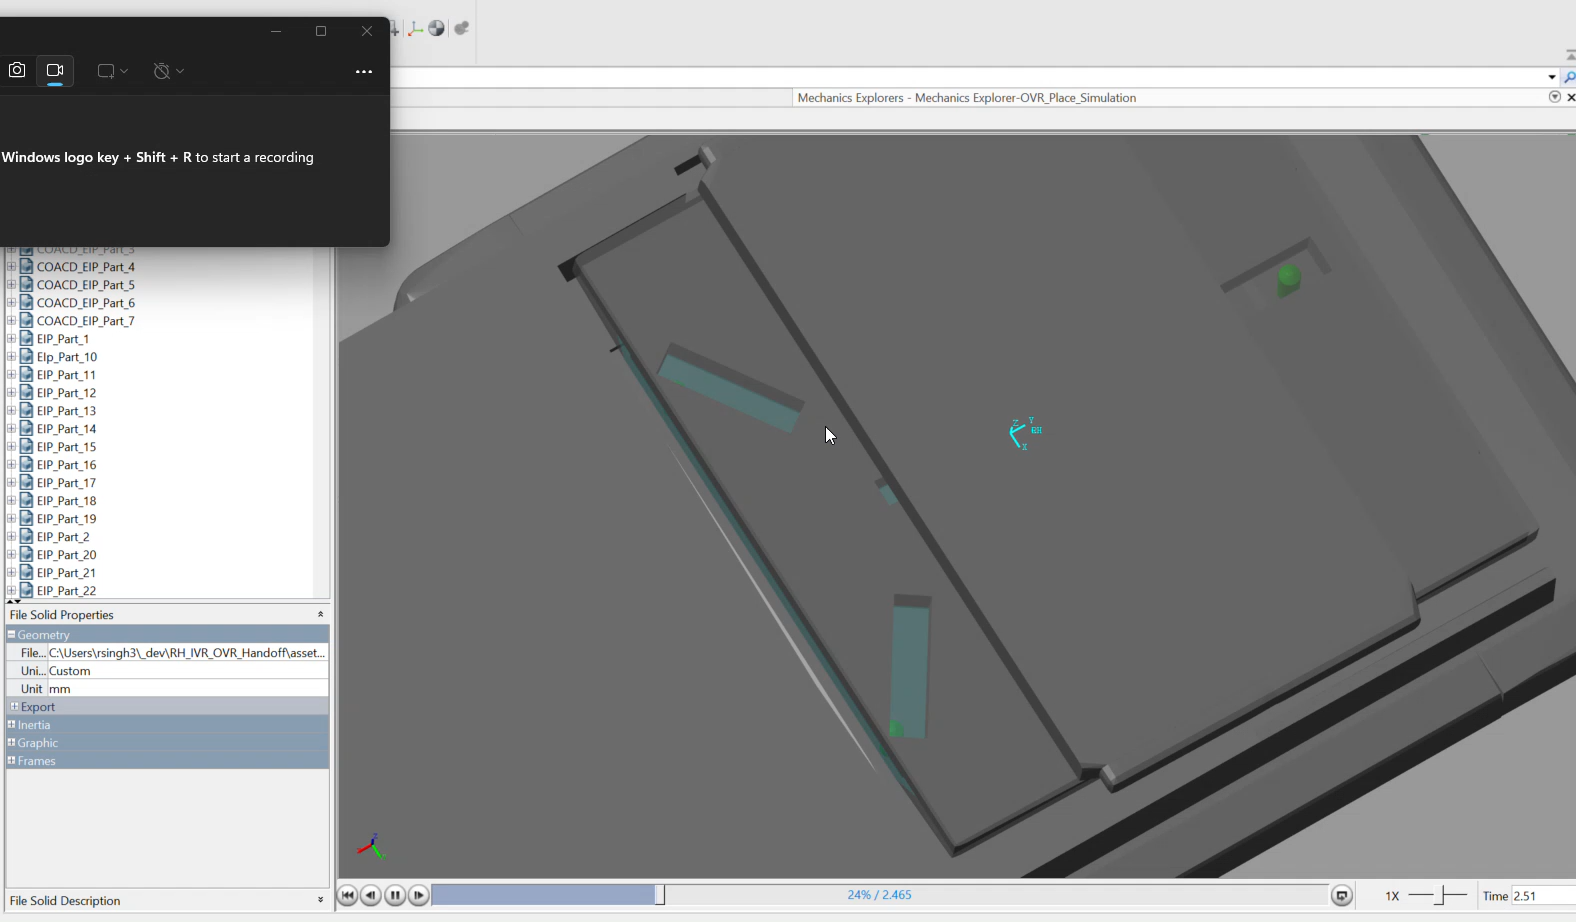 Windows logo key + Shift + R to start a recording
Mechanics Explorers - Mechanics Explorer-OVR_Place_Simulation
COACD_EIP_Part_3
COACD_EIP_Part_4
COACD_EIP_Part_5
COACD_EIP_Part_6
COACD_EIP_Part_7
EIP_Part_1
EIp_Part_10
EIP_Part_11
EIP_Part_12
EIP_Part_13
EIP_Part_14
EIP_Part_15
EIP_Part_16
EIP_Part_17
EIP_Part_18
EIP_Part_19
EIP_Part_2
EIP_Part_20
EIP_Part_21
EIP_Part_22
File Solid Properties
Geometry
File... C:\Users\rsingh3\_dev\RH_IVR_OVR_Handoff\asset...
Uni... Custom
Unit mm
Export
Inertia
Graphic
Frames
File Solid Description
Z Y
RH
X
24% / 2.465
1X
Time 2.51